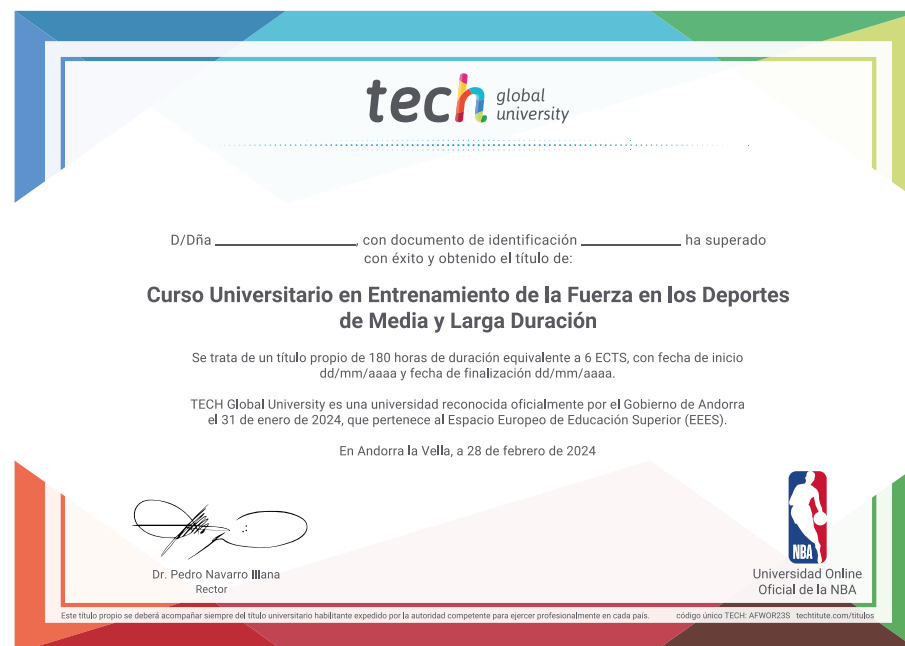 tech global
university
D/Dña ______________, con documento de identificación __________ ha superado
con éxito y obtenido el título de:
Curso Universitario en Entrenamiento de la Fuerza en los Deportes
de Media y Larga Duración
Se trata de un título propio de 180 horas de duración equivalente a 6 ECTS, con fecha de inicio
dd/mm/aaaa y fecha de finalización dd/mm/aaaa.
TECH Global University es una universidad reconocida oficialmente por el Gobierno de Andorra
el 31 de enero de 2024, que pertenece al Espacio Europeo de Educación Superior (EEES).
En Andorra la Vella, a 28 de febrero de 2024
Dr. Pedro Navarro Illana
Rector
NBA
Universidad Online
Oficial de la NBA
Este título propio se deberá acompañar siempre del título universitario habilitante expedido por la autoridad competente para ejercer profesionalmente en cada país. código único TECH: AFWOR23S techtitute.com/titulos